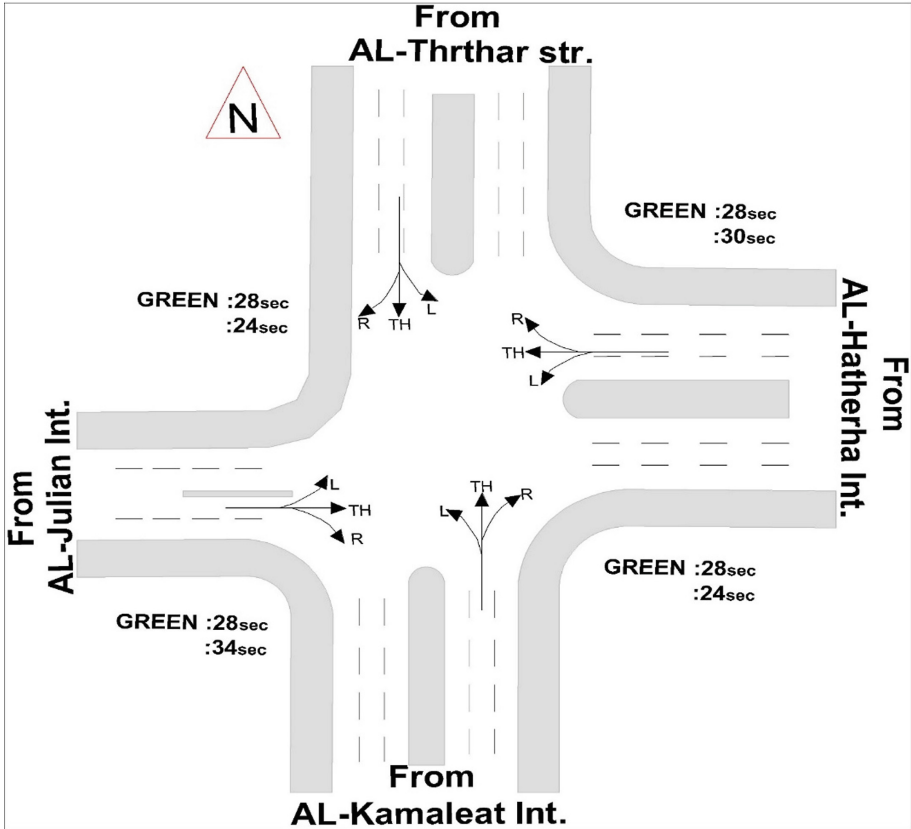 From
AL-Thrthar str.
N
GREEN :28sec
:30sec
GREEN :28sec
:24sec
R
TH
L
R
TH
L
From
AL-Hatherha Int.
From
AL-Julian Int.
L
TH
R
L
TH
R
GREEN :28sec
:24sec
GREEN :28sec
:34sec
From
AL-Kamaleat Int.